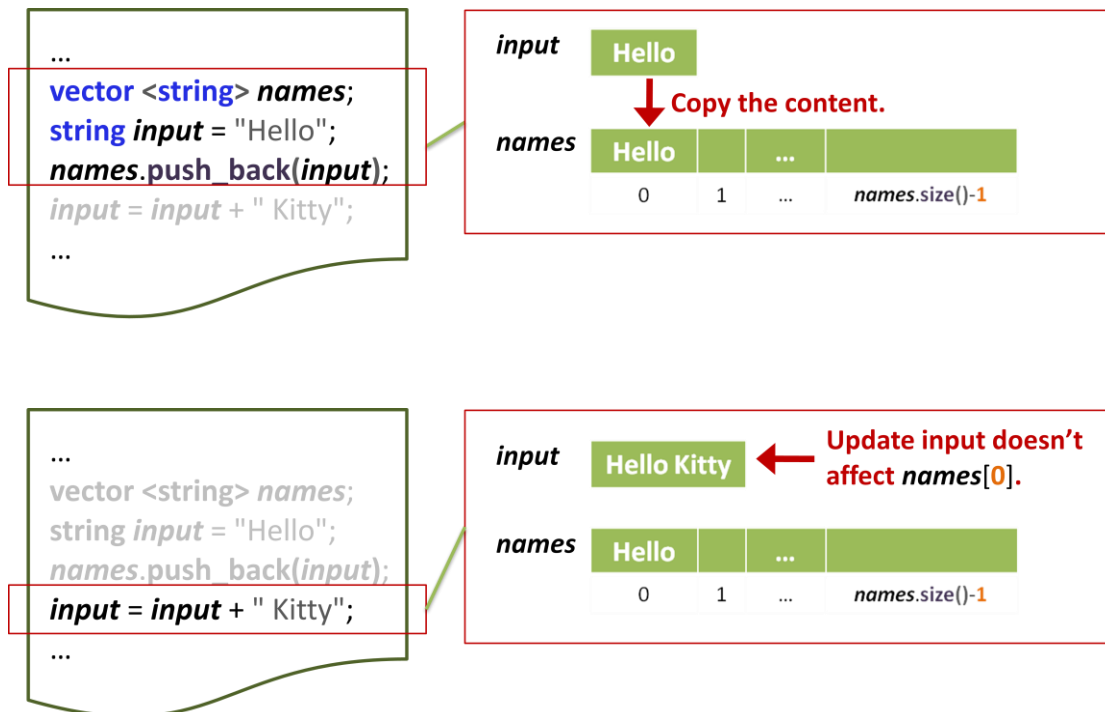 ...
vector <string> names;
string input = "Hello";
names.push_back(input);
input = input + " Kitty";
...
input Hello
Copy the content.
names Hello ...
0 1 ... names.size()-1
...
vector <string> names;
string input = "Hello";
names.push_back(input);
input = input + " Kitty";
...
input Hello Kitty
Update input doesn't
affect names[0].
names Hello ...
0 1 ... names.size()-1